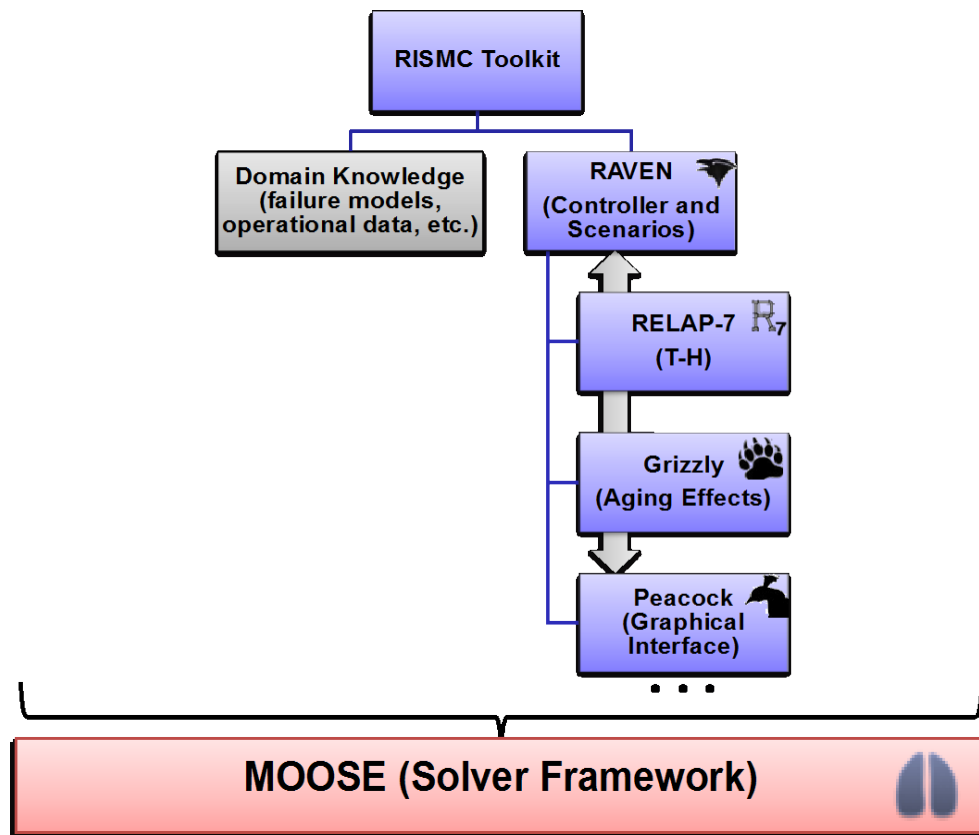 RISMC Toolkit
Domain Knowledge
(failure models,
operational data, etc.)
RAVEN
(Controller and
Scenarios)
RELAP-7
(T-H)
R7
Grizzly
(Aging Effects)
Peacock
(Graphical
Interface)
. . .
MOOSE (Solver Framework)